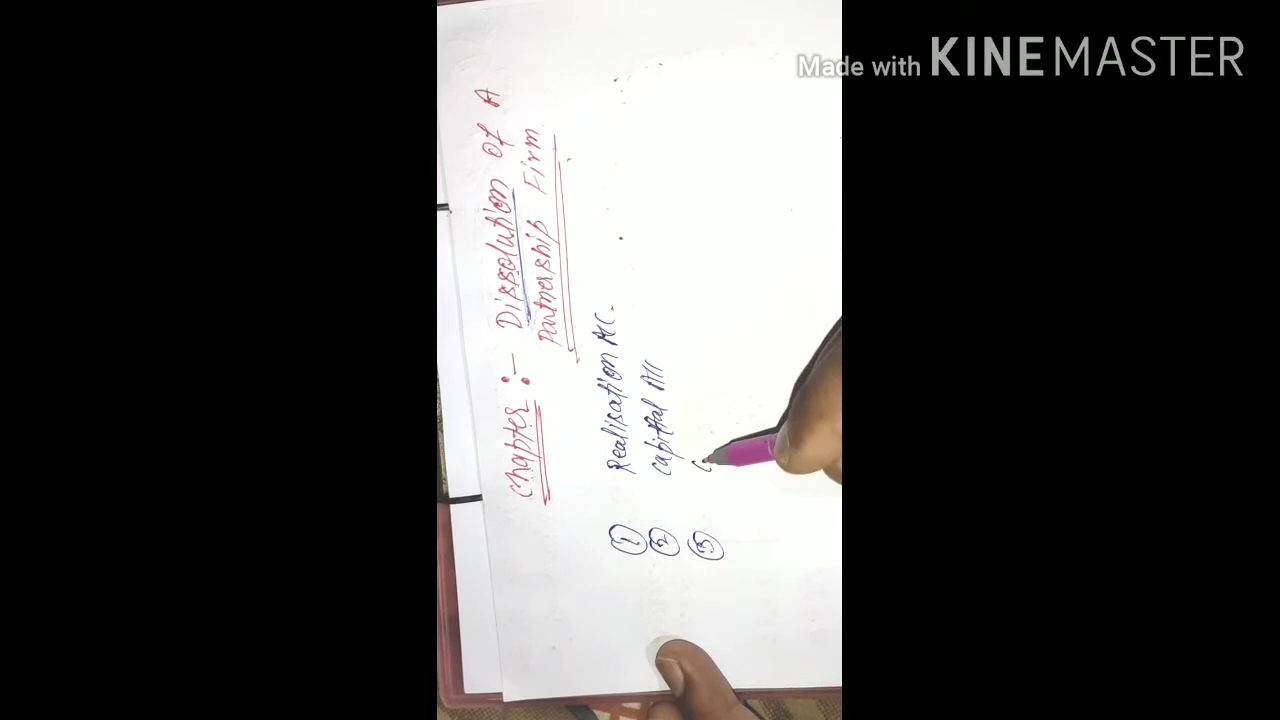 Made with KINEMASTER
Chapter :- Dissolution of A
Partnership Firm
① Realisation A/C.
② Capital A/C
③ C